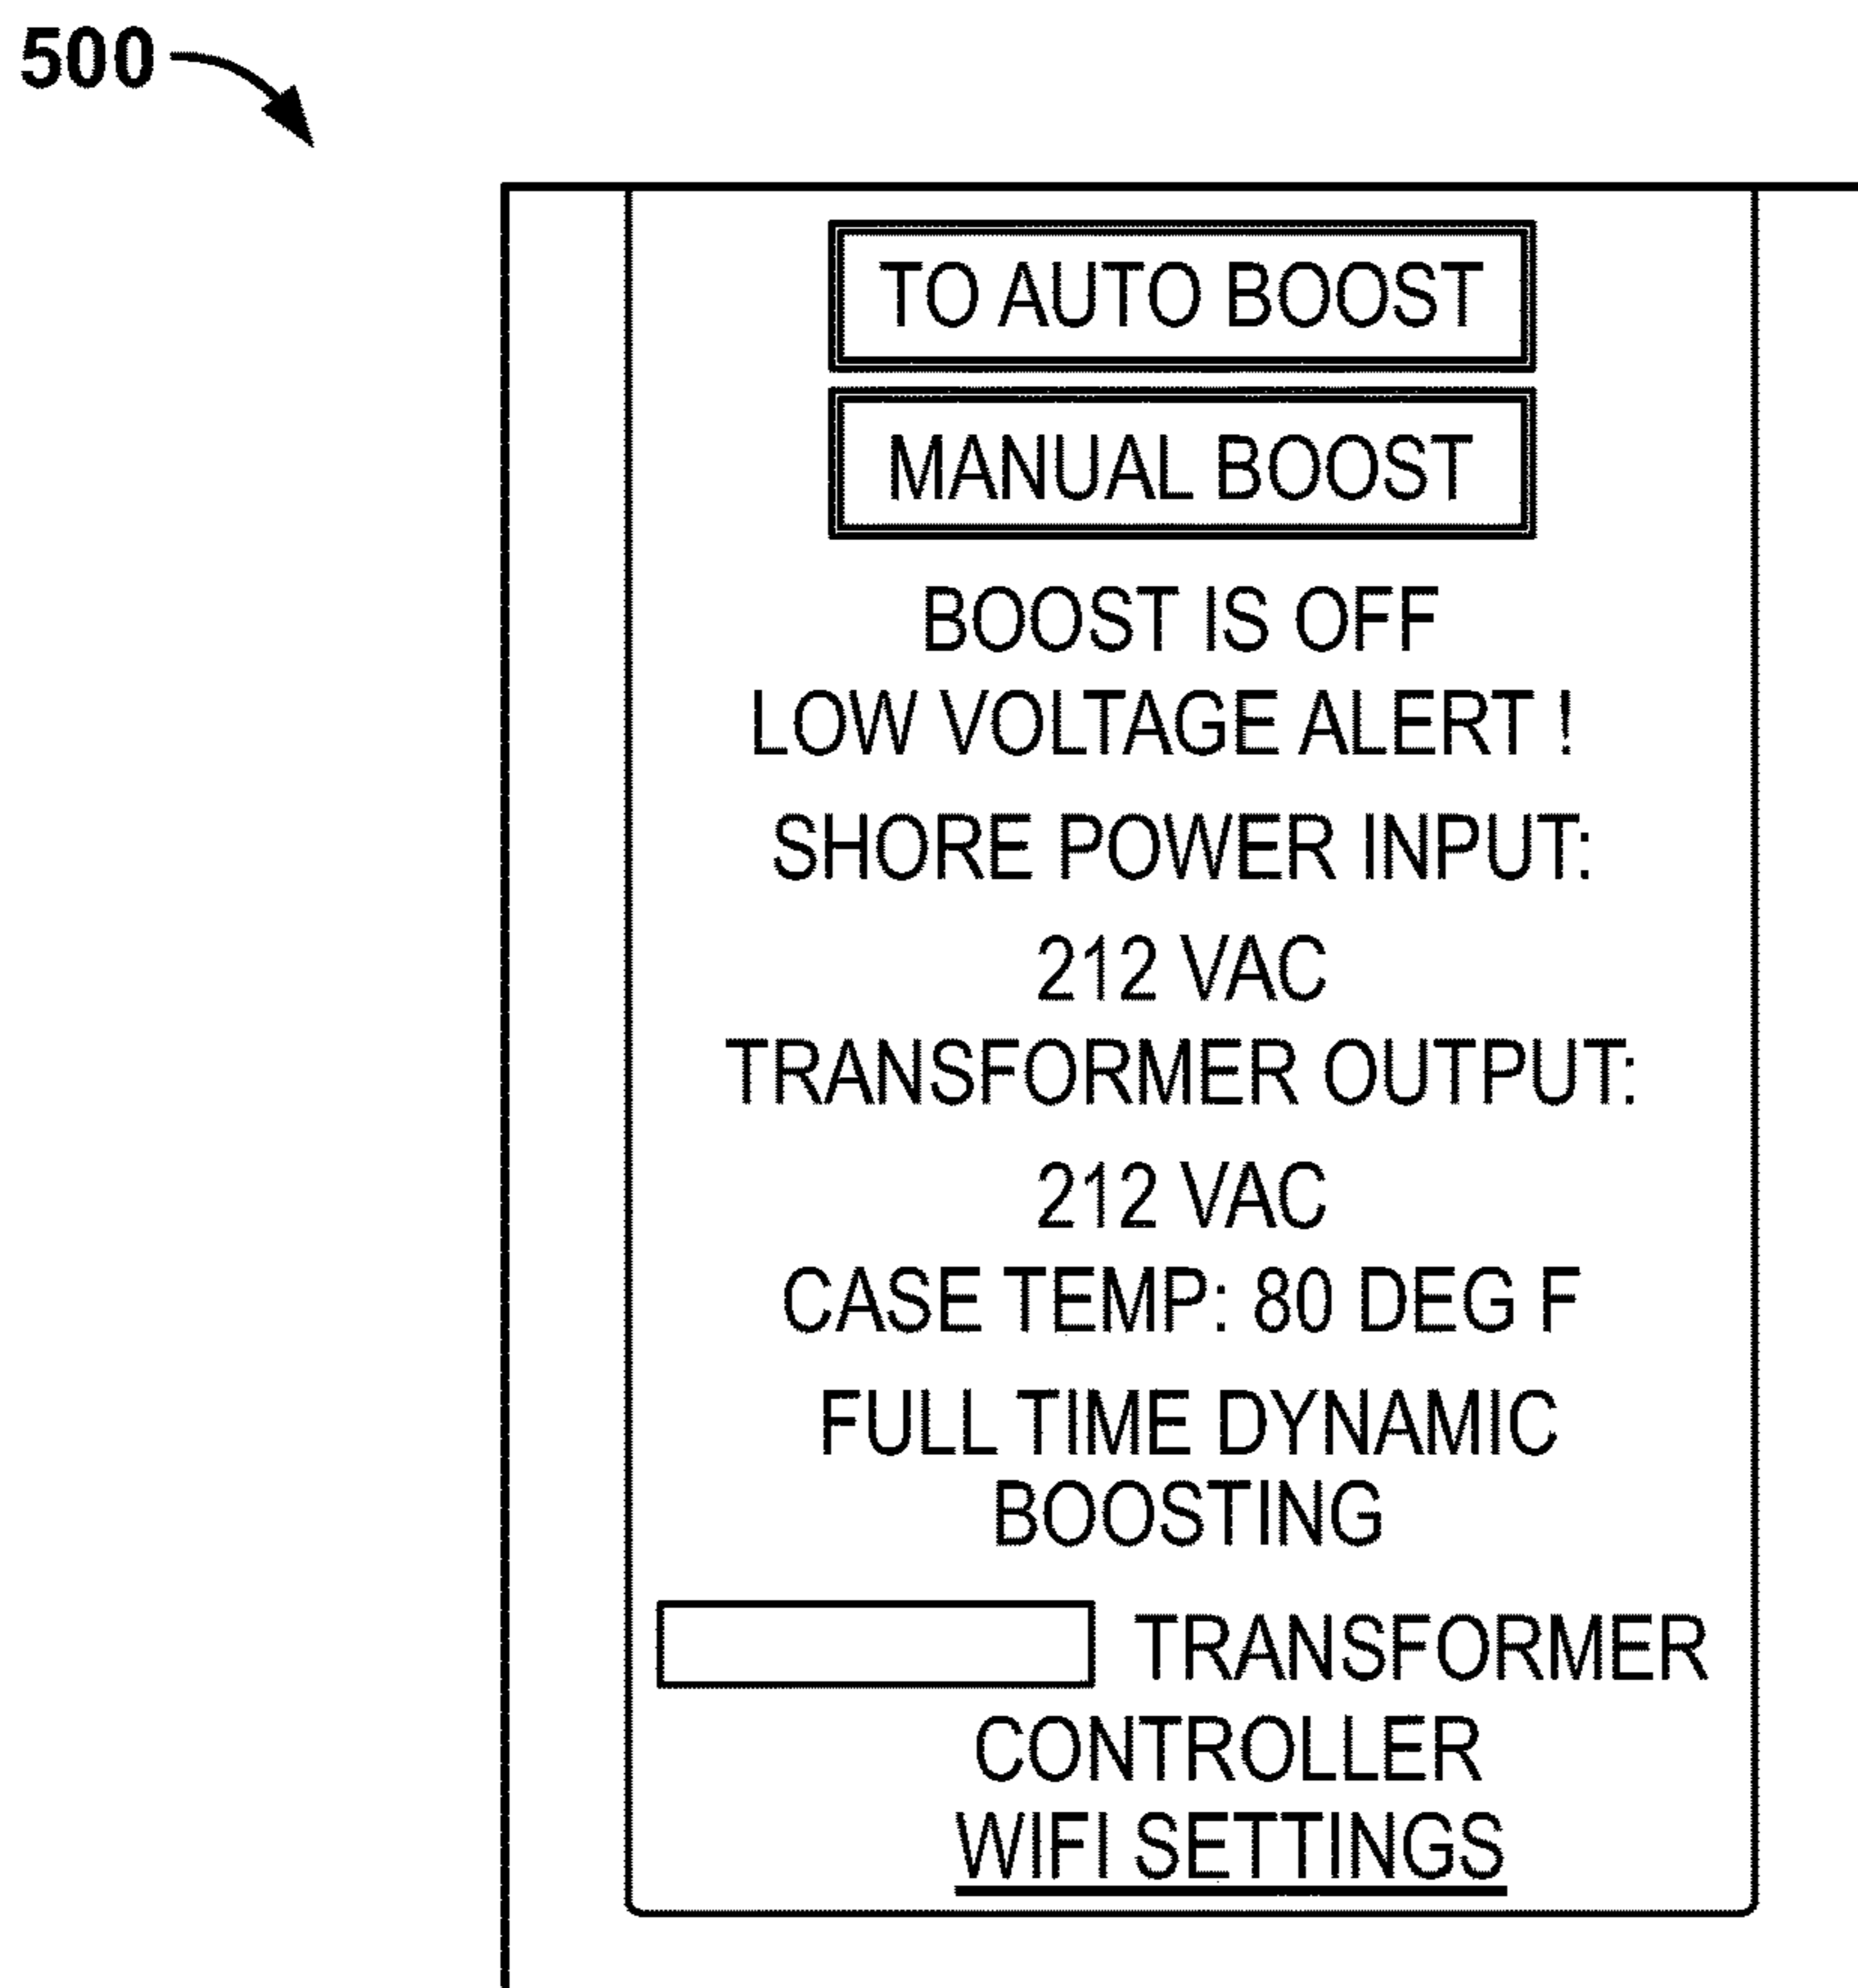 500
TO AUTO BOOST
MANUAL BOOST
BOOST IS OFF
LOW VOLTAGE ALERT !
SHORE POWER INPUT:
212 VAC
TRANSFORMER OUTPUT:
212 VAC
CASE TEMP: 80 DEG F
FULL TIME DYNAMIC
BOOSTING
TRANSFORMER
CONTROLLER
WIFI SETTINGS